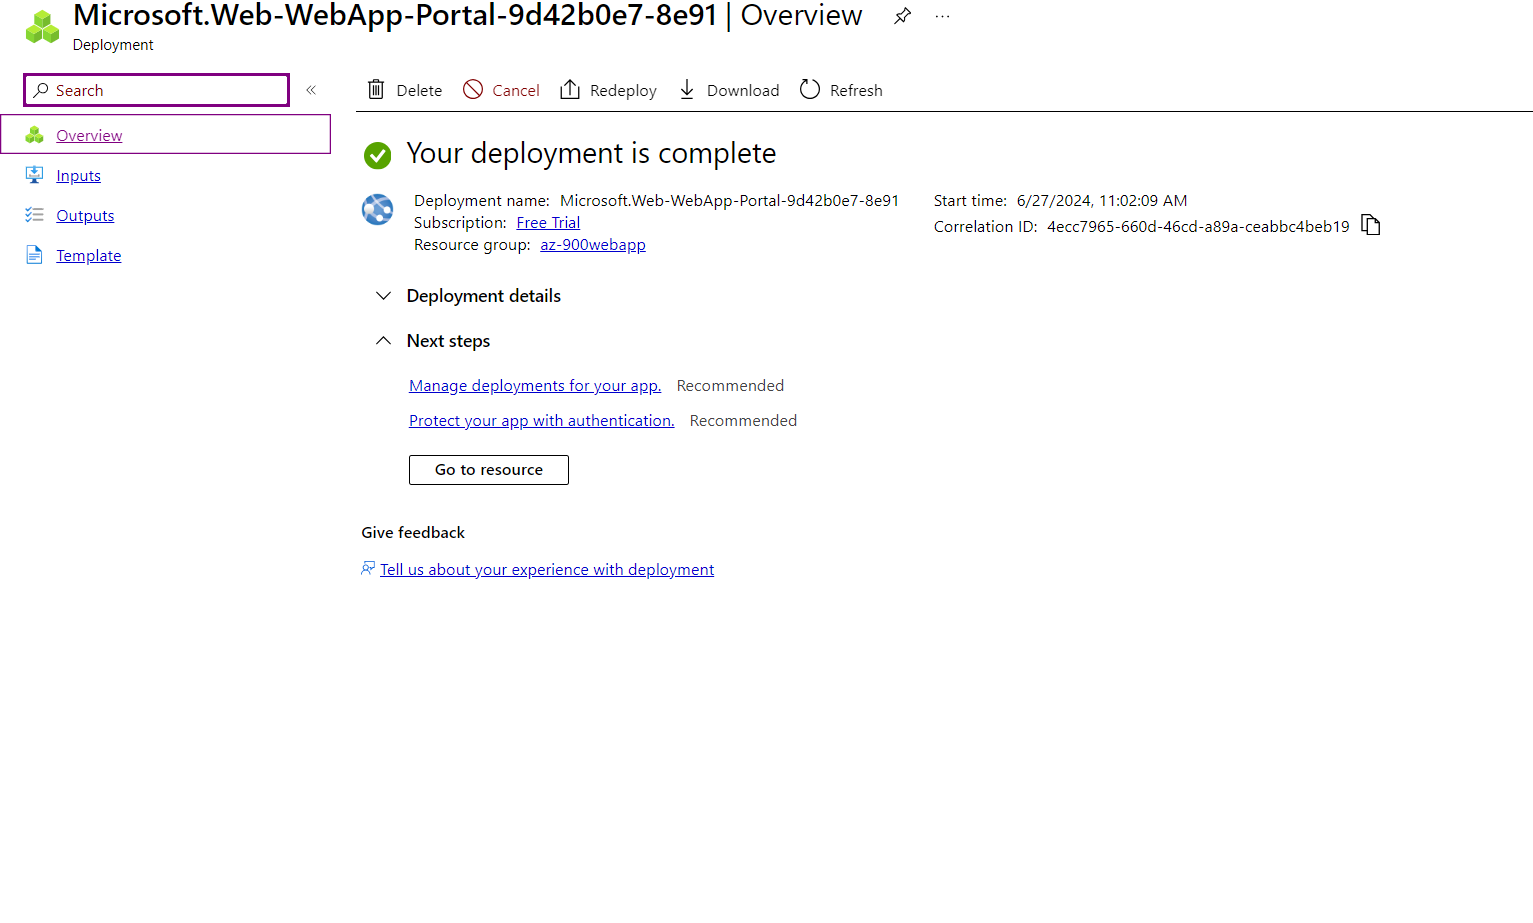 Microsoft.Web-WebApp-Portal-9d42b0e7-8e91 | Overview
Deployment
Search
Overview
Inputs
Outputs
Template
Delete
Cancel
Redeploy
Download
Refresh
Your deployment is complete
Deployment name: Microsoft.Web-WebApp-Portal-9d42b0e7-8e91
Subscription: Free Trial
Resource group: az-900webapp
Start time: 6/27/2024, 11:02:09 AM
Correlation ID: 4ecc7965-660d-46cd-a89a-ceabbc4beb19
Deployment details
Next steps
Manage deployments for your app. Recommended
Protect your app with authentication. Recommended
Go to resource
Give feedback
Tell us about your experience with deployment